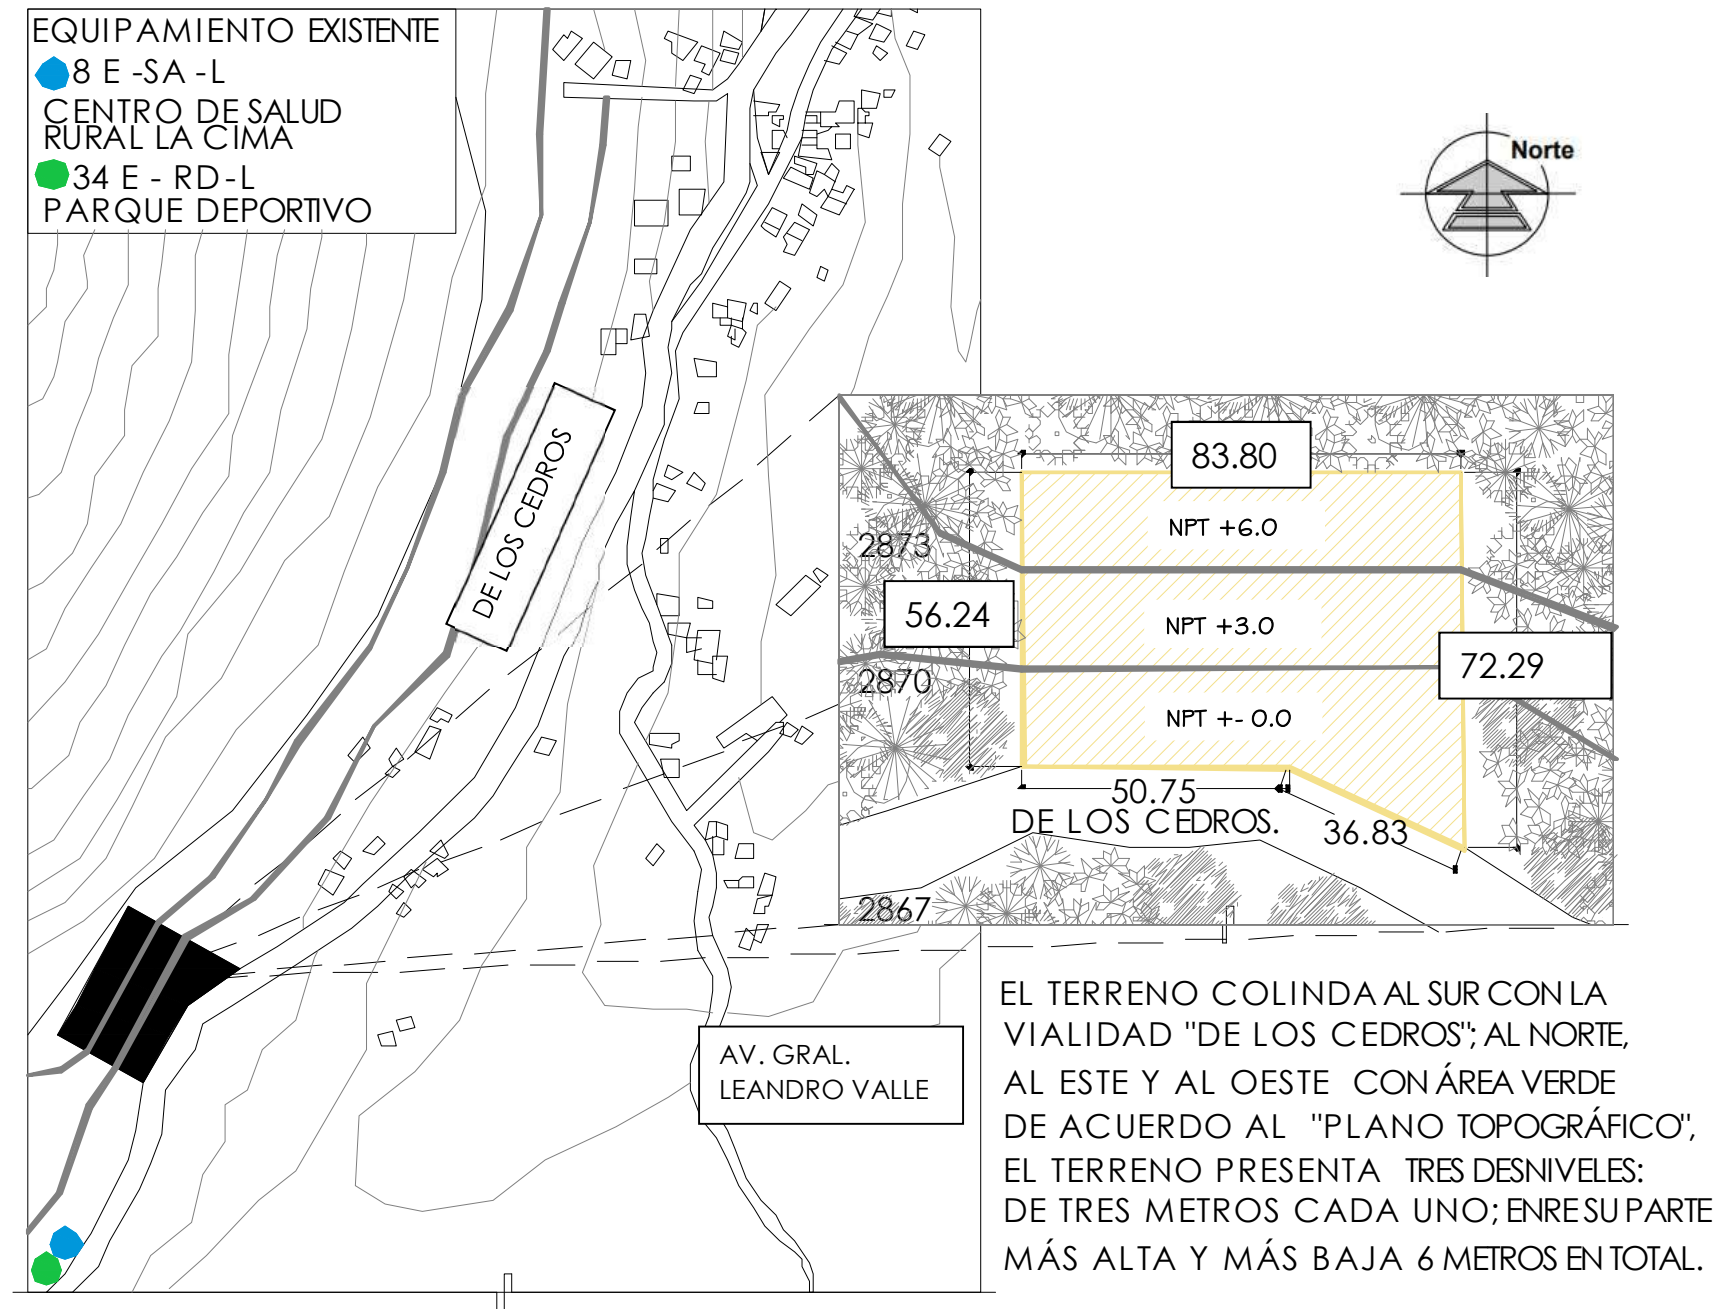 EQUIPAMIENTO EXISTENTE
8 E -SA -L
CENTRO DE SALUD
RURAL LA CIMA
34 E - RD-L
PARQUE DEPORTIVO
Norte
DE LOS CEDROS
83.80
NPT +6.0
2873
56.24
NPT +3.0
72.29
2870
NPT +- 0.0
50.75
DE LOS CEDROS.
36.83
2867
AV. GRAL.
LEANDRO VALLE
EL TERRENO COLINDA AL SUR CON LA
VIALIDAD "DE LOS CEDROS"; AL NORTE,
AL ESTE Y AL OESTE CON ÁREA VERDE
DE ACUERDO AL "PLANO TOPOGRÁFICO",
EL TERRENO PRESENTA TRES DESNIVELES:
DE TRES METROS CADA UNO; ENRE SU PARTE
MÁS ALTA Y MÁS BAJA 6 METROS EN TOTAL.